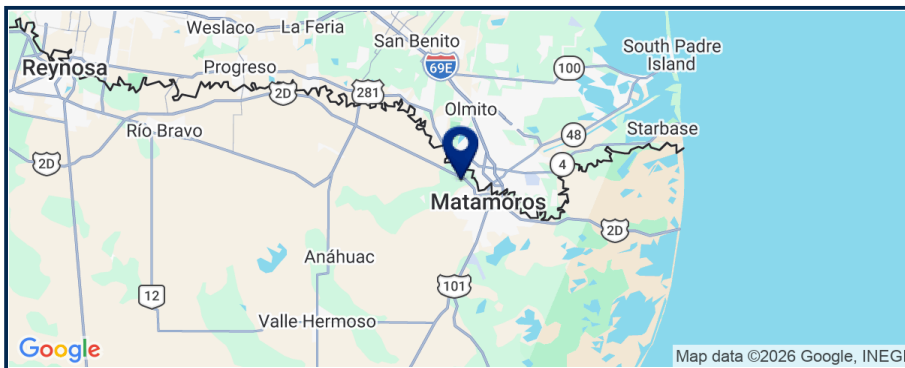 Weslaco
La Feria
San Benito
South Padre
Island
69E
100
Reynosa
Progreso
2D
281
Olmito
48
Starbase
Río Bravo
2D
4
Matamoros
2D
Anáhuac
101
12
Valle Hermoso
Google
Map data ©2026 Google, INEGI